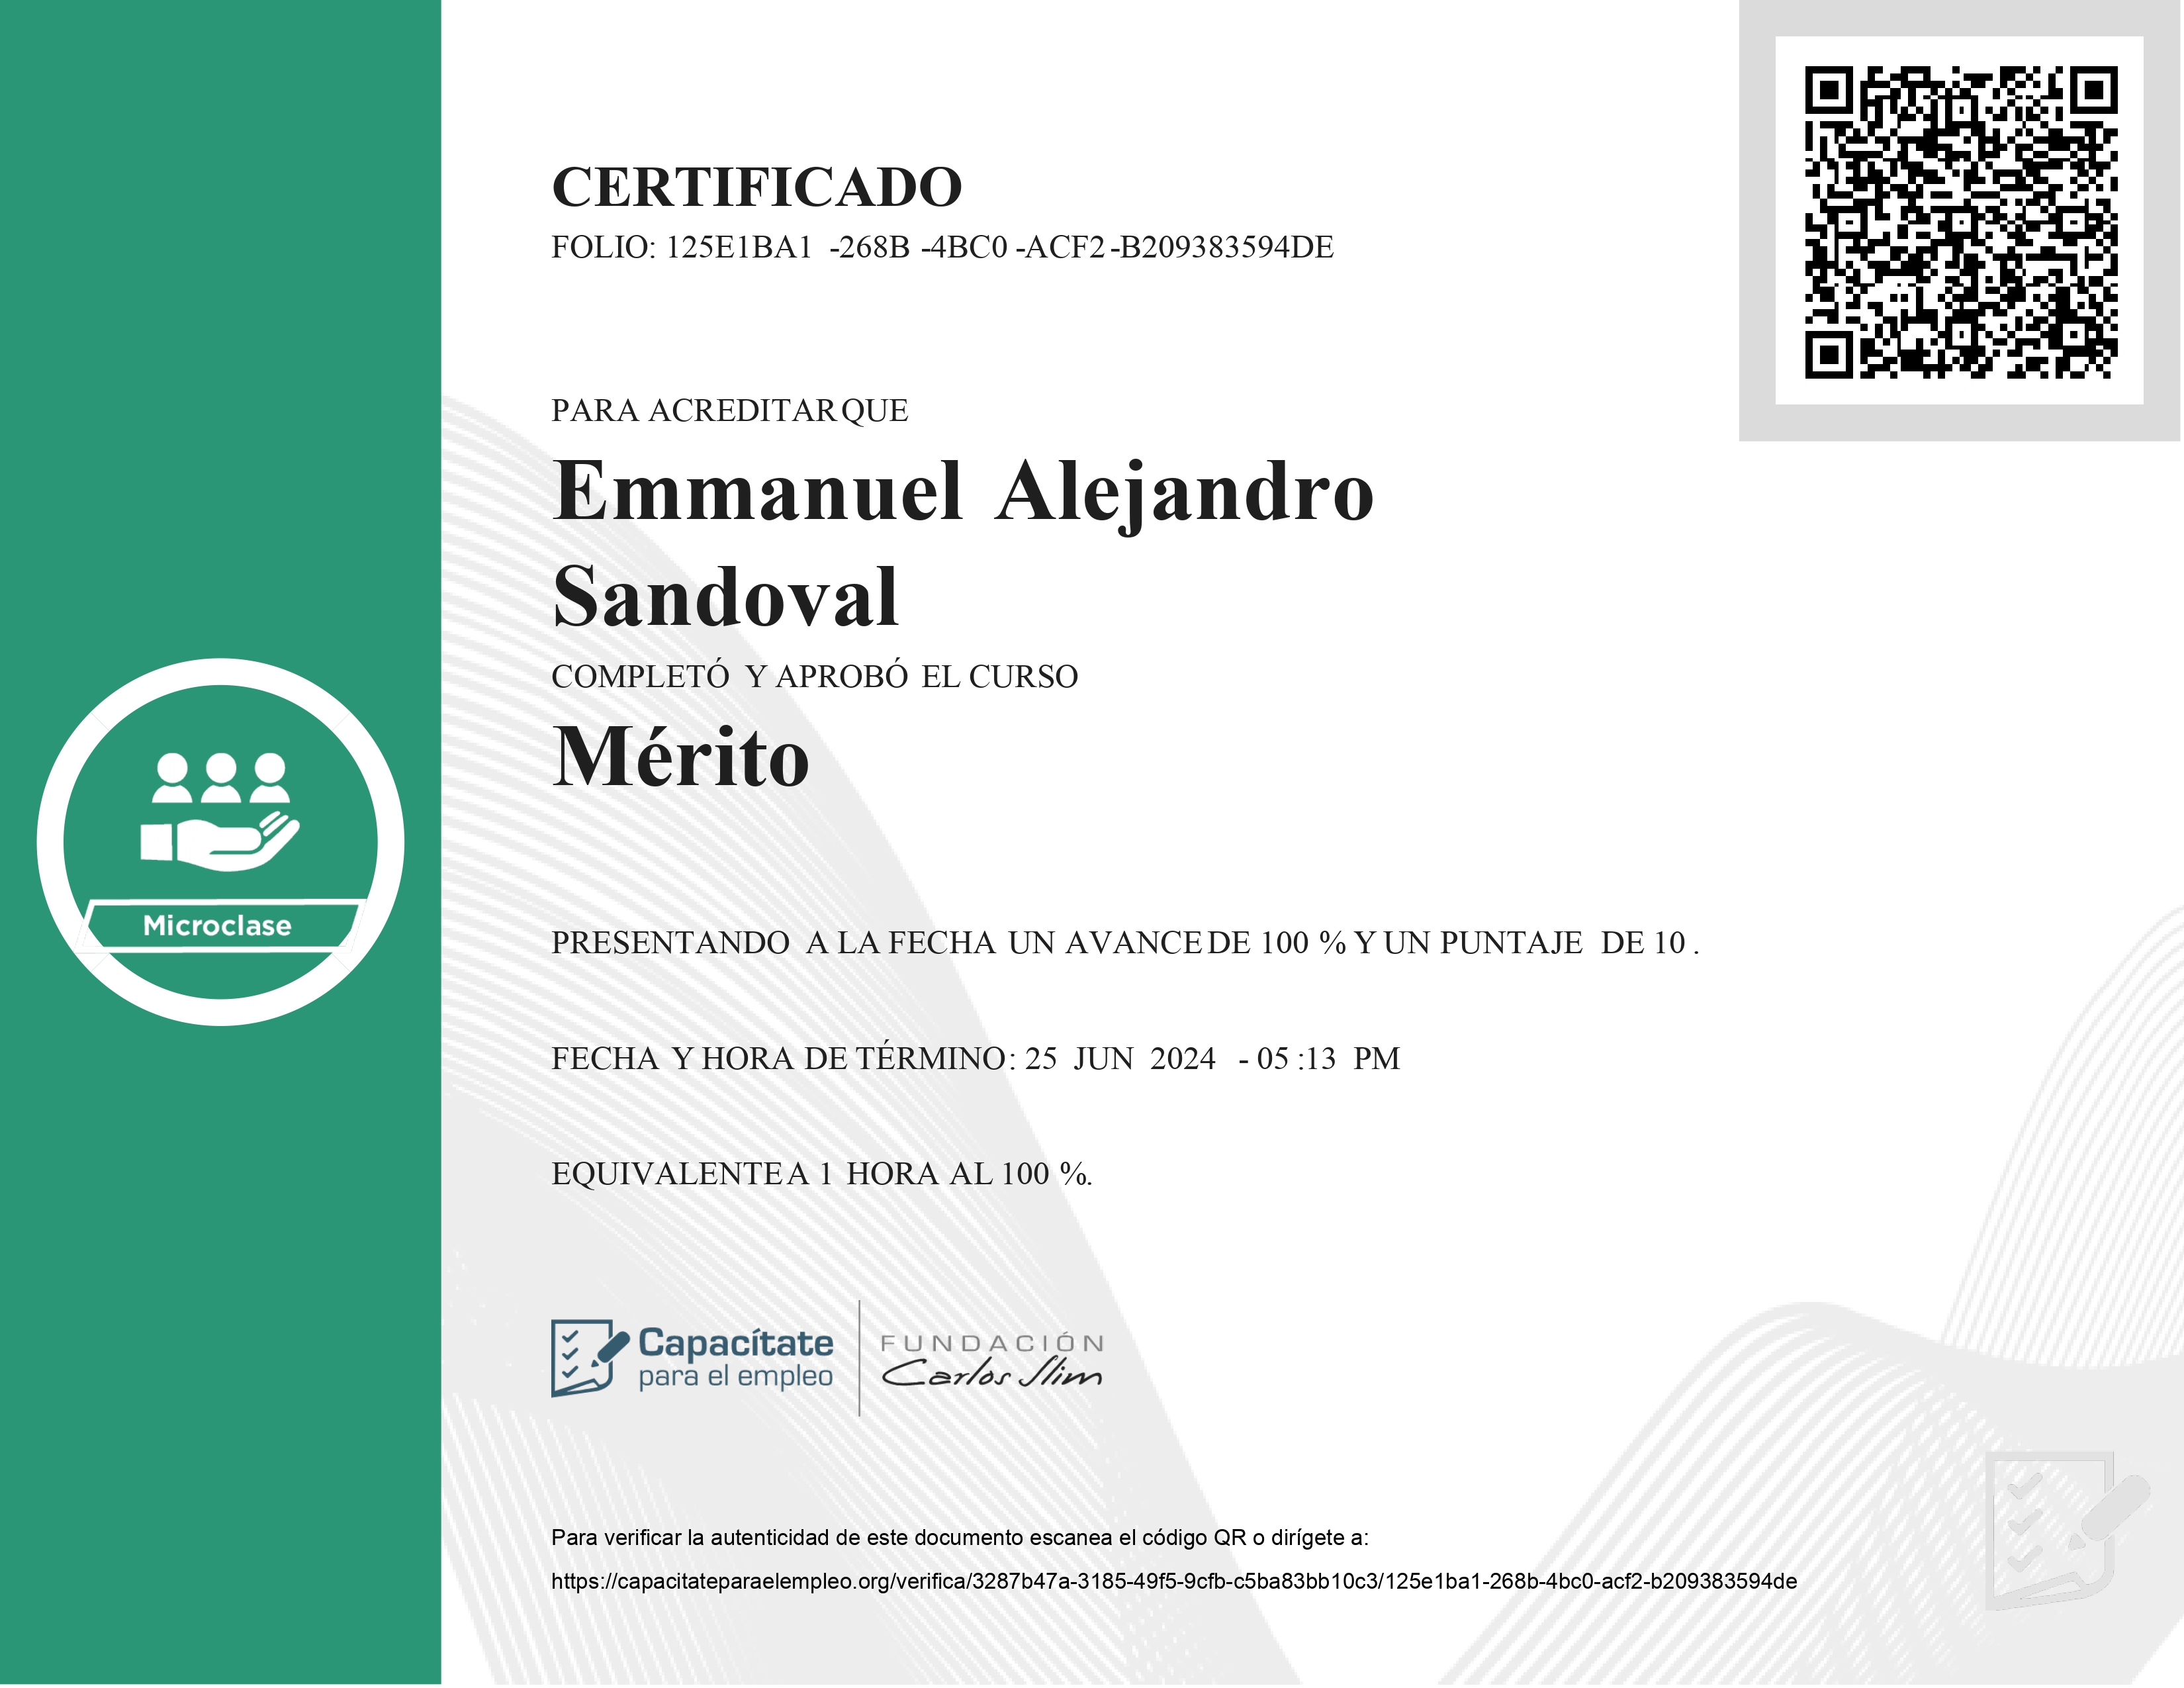 CERTIFICADO
FOLIO: 125E1BA1 -268B -4BC0 -ACF2 -B209383594DE
PARA ACREDITAR QUE
Emmanuel Alejandro
Sandoval
COMPLETÓ Y APROBÓ EL CURSO
Mérito
Microclase
PRESENTANDO A LA FECHA UN AVANCE DE 100 % Y UN PUNTAJE DE 10 .
FECHA Y HORA DE TÉRMINO: 25 JUN 2024 - 05 :13 PM
EQUIVALENTE A 1 HORA AL 100 %.
Capacítate
para el empleo
FUNDACIÓN
Carlos Slim
Para verificar la autenticidad de este documento escanea el código QR o dirígete a:
https://capacitateparaelempleo.org/verifica/3287b47a-3185-49f5-9cfb-c5ba83bb10c3/125e1ba1-268b-4bc0-acf2-b209383594de